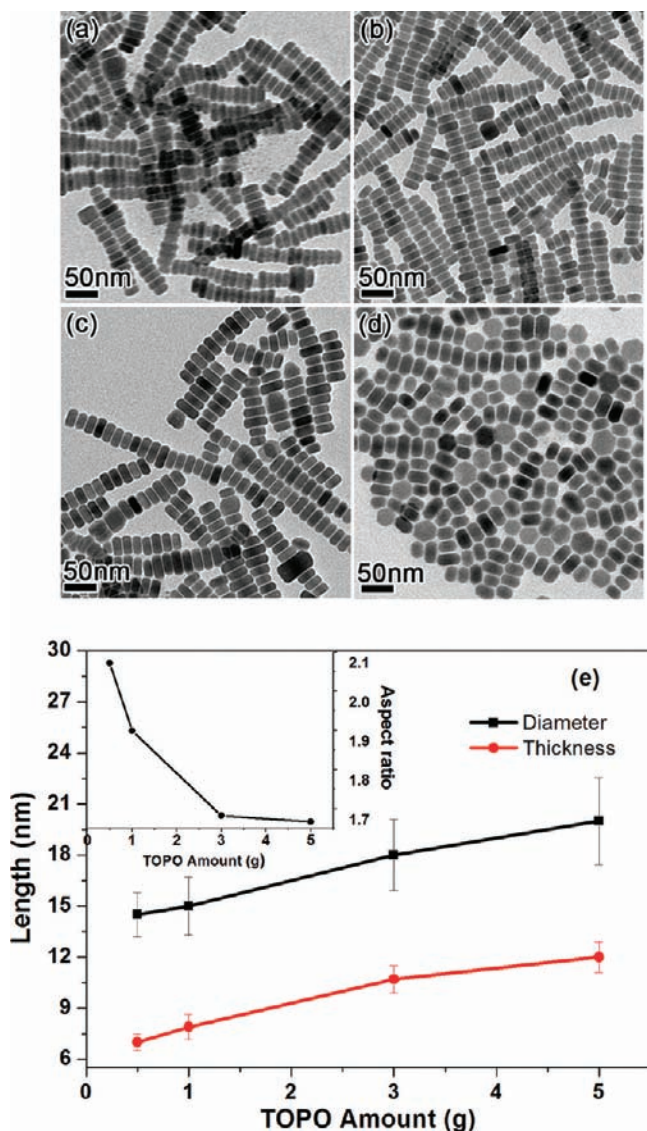 (a)
(b)
50nm
50nm
(c)
(d)
50nm
50nm
(e)
30
27
24
21
18
15
12
9
6
Length (nm)
0
1
2
3
4
5
TOPO Amount (g)
Diameter
Thickness
2.1
2.0
1.9
1.8
1.7
Aspect ratio
0
1
2
3
4
5
TOPO Amount (g)